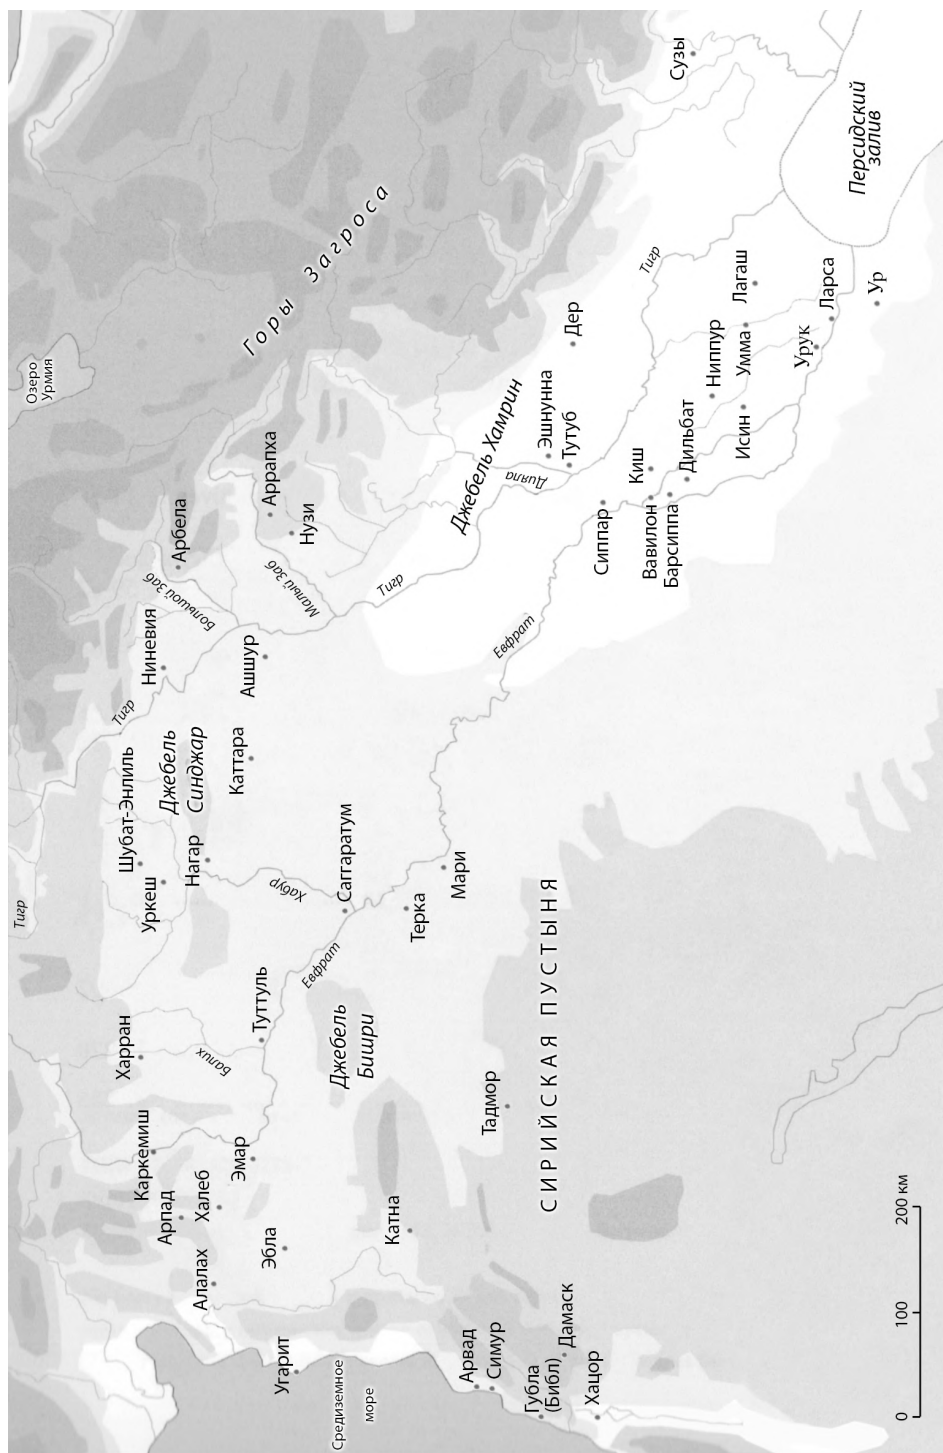 Средиземное
море
Угарит
Алалах
Арпад
Халеб
Каркемиш
Эмар
Эбла
Катна
Арвад
Симур
Губла
(Библ)
Дамаск
Хацор
Харран
Балих
Туттуль
Евфрат
Джебель
Бишри
Тадмор
СИРИЙСКАЯ ПУСТЫНЯ
Тигр
Шубат-Энлиль
Уркеш
Нагар
Хабур
Саггаратум
Терка
Мари
Джебель
Синджар
Каттара
Тигр
Ниневия
Большой заб
Арбела
Ашшур
Малый заб
Аррапха
Нузи
Тигр
Евфрат
Озеро
Урмия
Горы Загроса
Джебель Хамрин
Дияла
Эшнунна
Тутуб
Дер
Сиппар
Вавилон
Барсиппа
Киш
Дильбат
Ниппур
Исин
Умма
Лагаш
Тигр
Урук
Ларса
Ур
Сузы
Персидский
залив
0
100
200 км